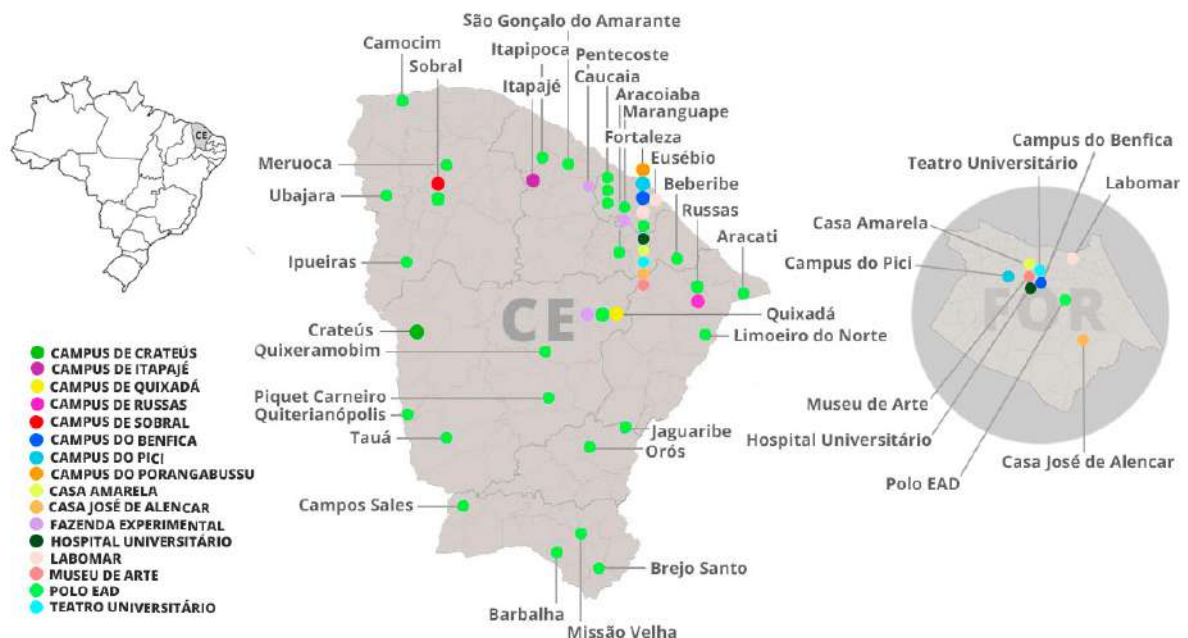 São Gonçalo do Amarante
Camocim
Itapipoca
Pentecoste
Sobral
Caucaia
Itapajé
Aracoiaba
Maranguape
Fortaleza
Eusébio
Meruoca
Beberibe
Ubajara
Russas
Aracati
Ipueiras
CE
Quixadá
Crateús
Limoeiro do Norte
Quixeramobim
Piquet Carneiro
Quiterianópolis
Jaguaribe
Tauá
Orós
Campos Sales
Brejo Santo
Barbalha
Missão Velha
CE
CAMPUS DE CRATEÚS
CAMPUS DE ITAPAJÉ
CAMPUS DE QUIXADÁ
CAMPUS DE RUSSAS
CAMPUS DE SOBRAL
CAMPUS DO BENFICA
CAMPUS DO PICI
CAMPUS DO PORANGABUSSU
CASA AMARELA
CASA JOSÉ DE ALENCAR
FAZENDA EXPERIMENTAL
HOSPITAL UNIVERSITÁRIO
LABOMAR
MUSEU DE ARTE
POLO EAD
TEATRO UNIVERSITÁRIO
Campus do Benfica
Teatro Universitário
Labomar
Casa Amarela
Campus do Pici
FOR
Museu de Arte
Hospital Universitário
Casa José de Alencar
Polo EAD